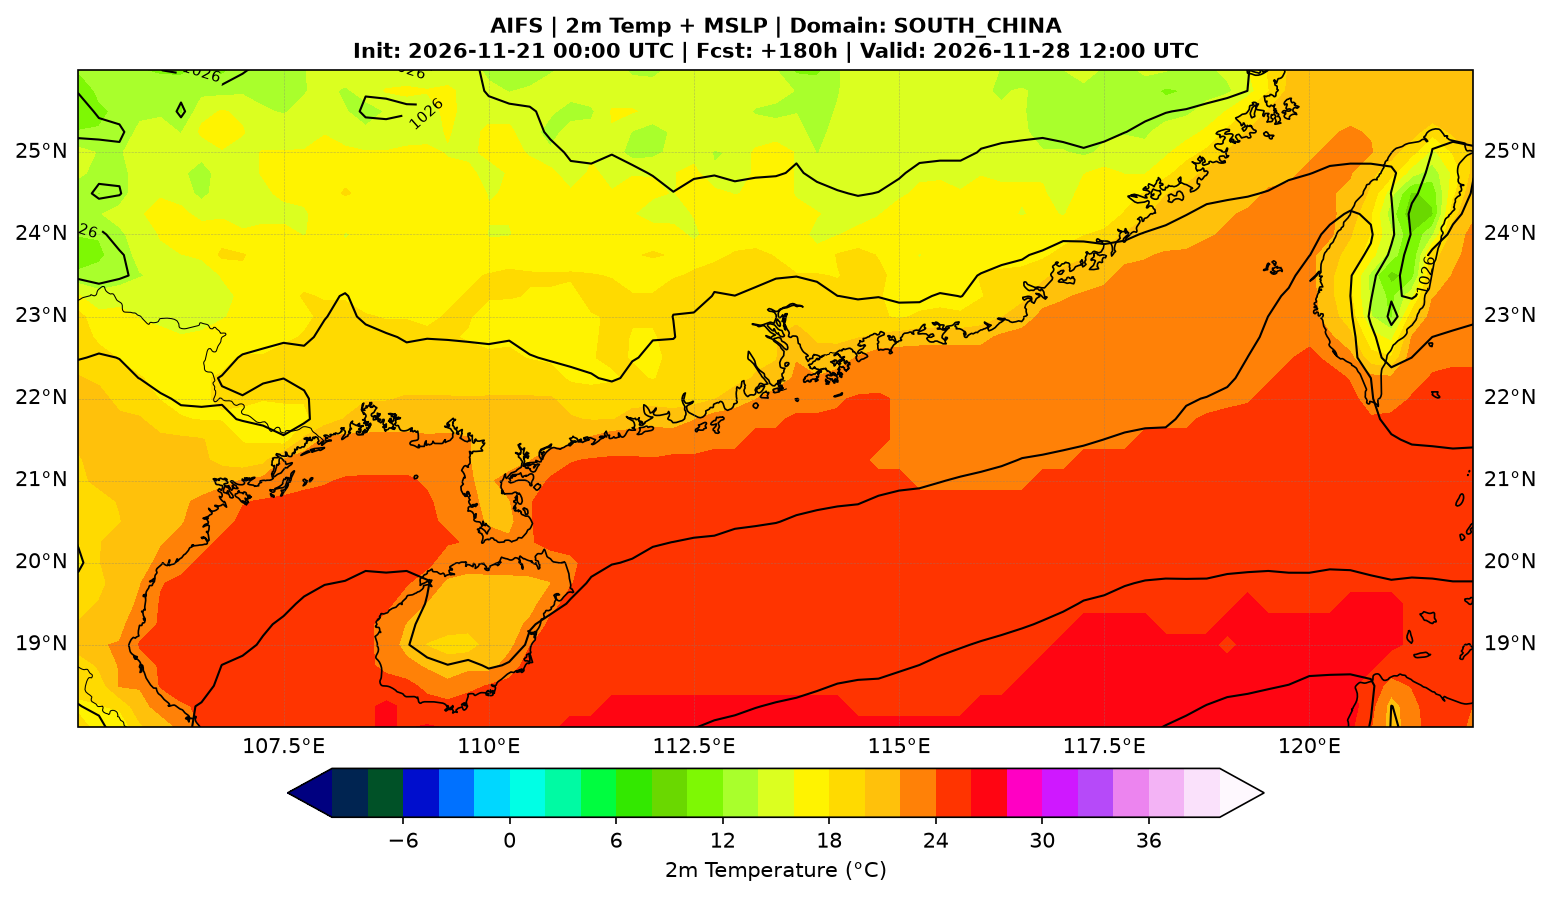 AIFS | 2m Temp + MSLP | Domain: SOUTH_CHINA
Init: 2026-11-21 00:00 UTC | Fcst: +180h | Valid: 2026-11-28 12:00 UTC
1026
1026
25°N 25°N
24°N 26 24°N
1026
23°N 23°N
22°N 22°N
21°N 21°N
20°N 20°N
19°N 19°N
107.5°E 110°E 112.5°E 115°E 117.5°E 120°E
−6 0 6 12 18 24 30 36
2m Temperature (°C)